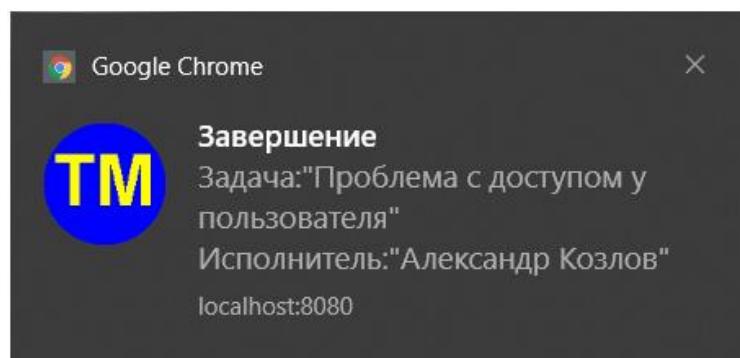 Google Chrome
Завершение
TM
Задача:"Проблема с доступом у
пользователя"
Исполнитель:"Александр Козлов"
localhost:8080